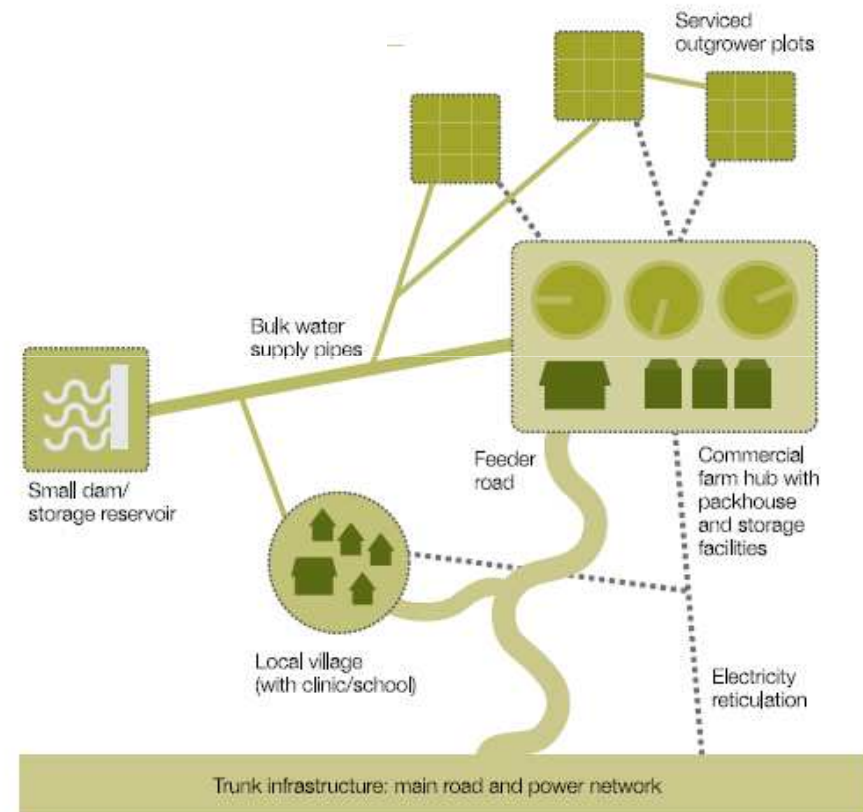 Serviced
outgrower plots
Bulk water
supply pipes
Small dam/
storage reservoir
Feeder
road
Commercial
farm hub with
packhouse
and storage
facilities
Local village
(with clinic/school)
Electricity
reticulation
Trunk infrastructure: main road and power network